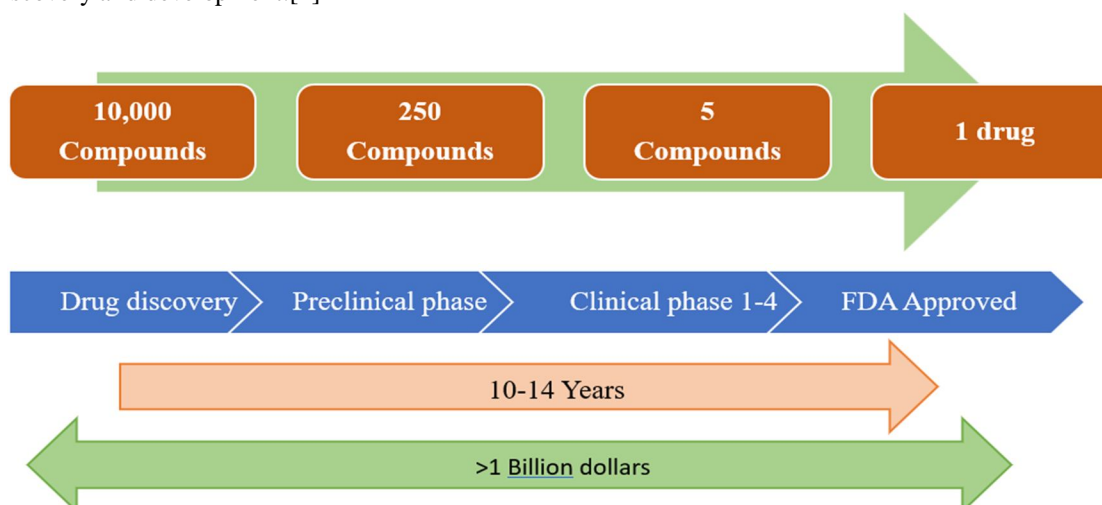 10,000
Compounds
250
Compounds
5
Compounds
1 drug
Drug discovery
Preclinical phase
Clinical phase 1-4
FDA Approved
10-14 Years
>1 Billion dollars